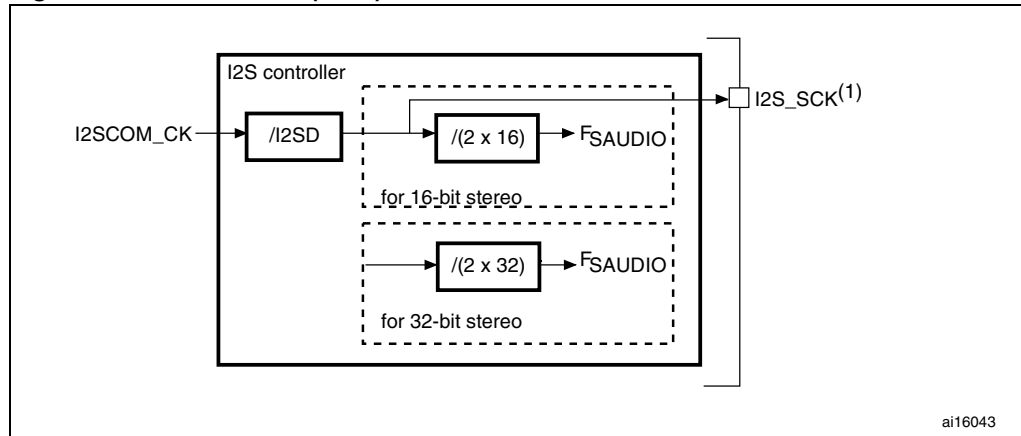 I2S controller
I2S_SCK(1)
I2SCOM_CK
/I2SD
/(2 x 16)
FSAUDIO
for 16-bit stereo
/(2 x 32)
FSAUDIO
for 32-bit stereo
ai16043